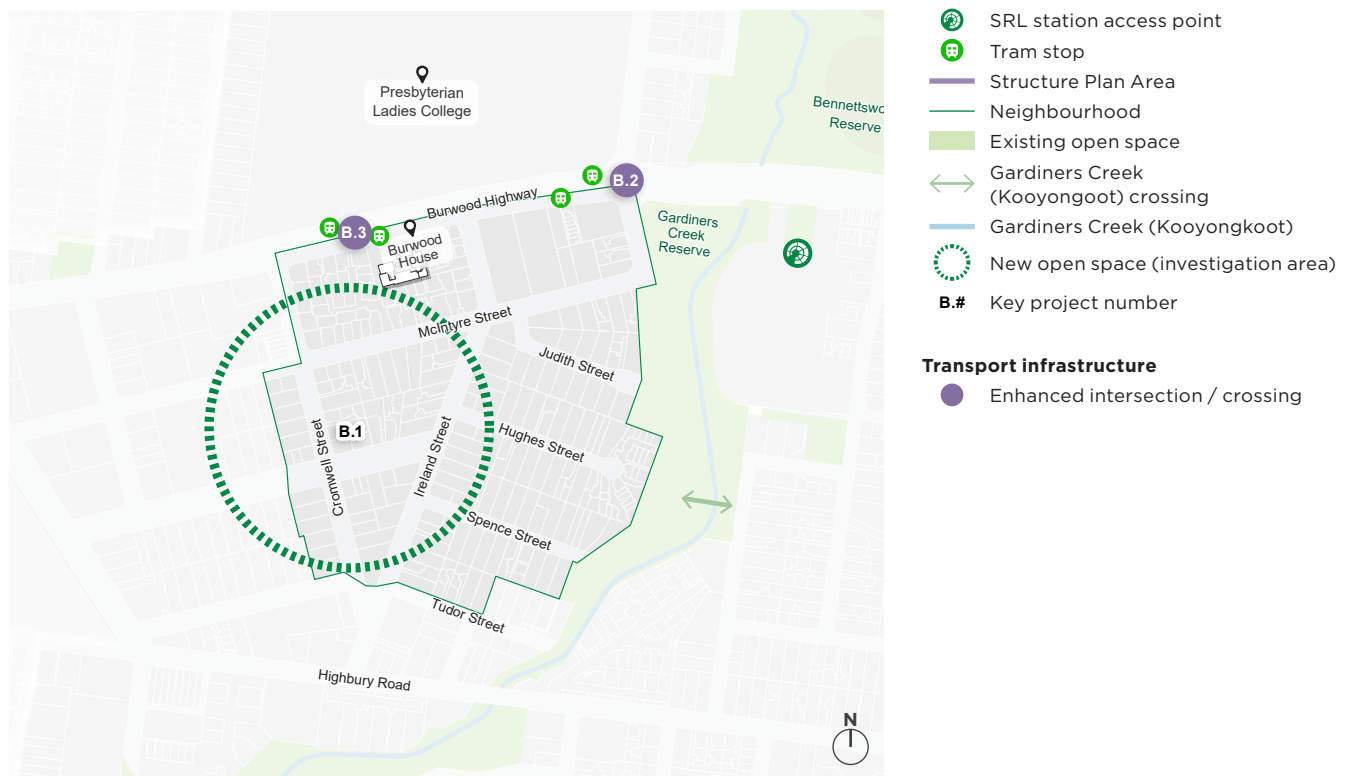 Presbyterian
Ladies College
Bennettswo
Reserve
B.2
Burwood Highway
B.3
Burwood
House
Gardiners
Creek
Reserve
McIntyre Street
Judith Street
B.1
Cromwell Street
Ireland Street
Hughes Street
Spence Street
Tudor Street
Highbury Road
N
SRL station access point
Tram stop
Structure Plan Area
Neighbourhood
Existing open space
Gardiners Creek
(Kooyongoot) crossing
Gardiners Creek (Kooyongkoot)
New open space (investigation area)
B.# Key project number
Transport infrastructure
Enhanced intersection / crossing